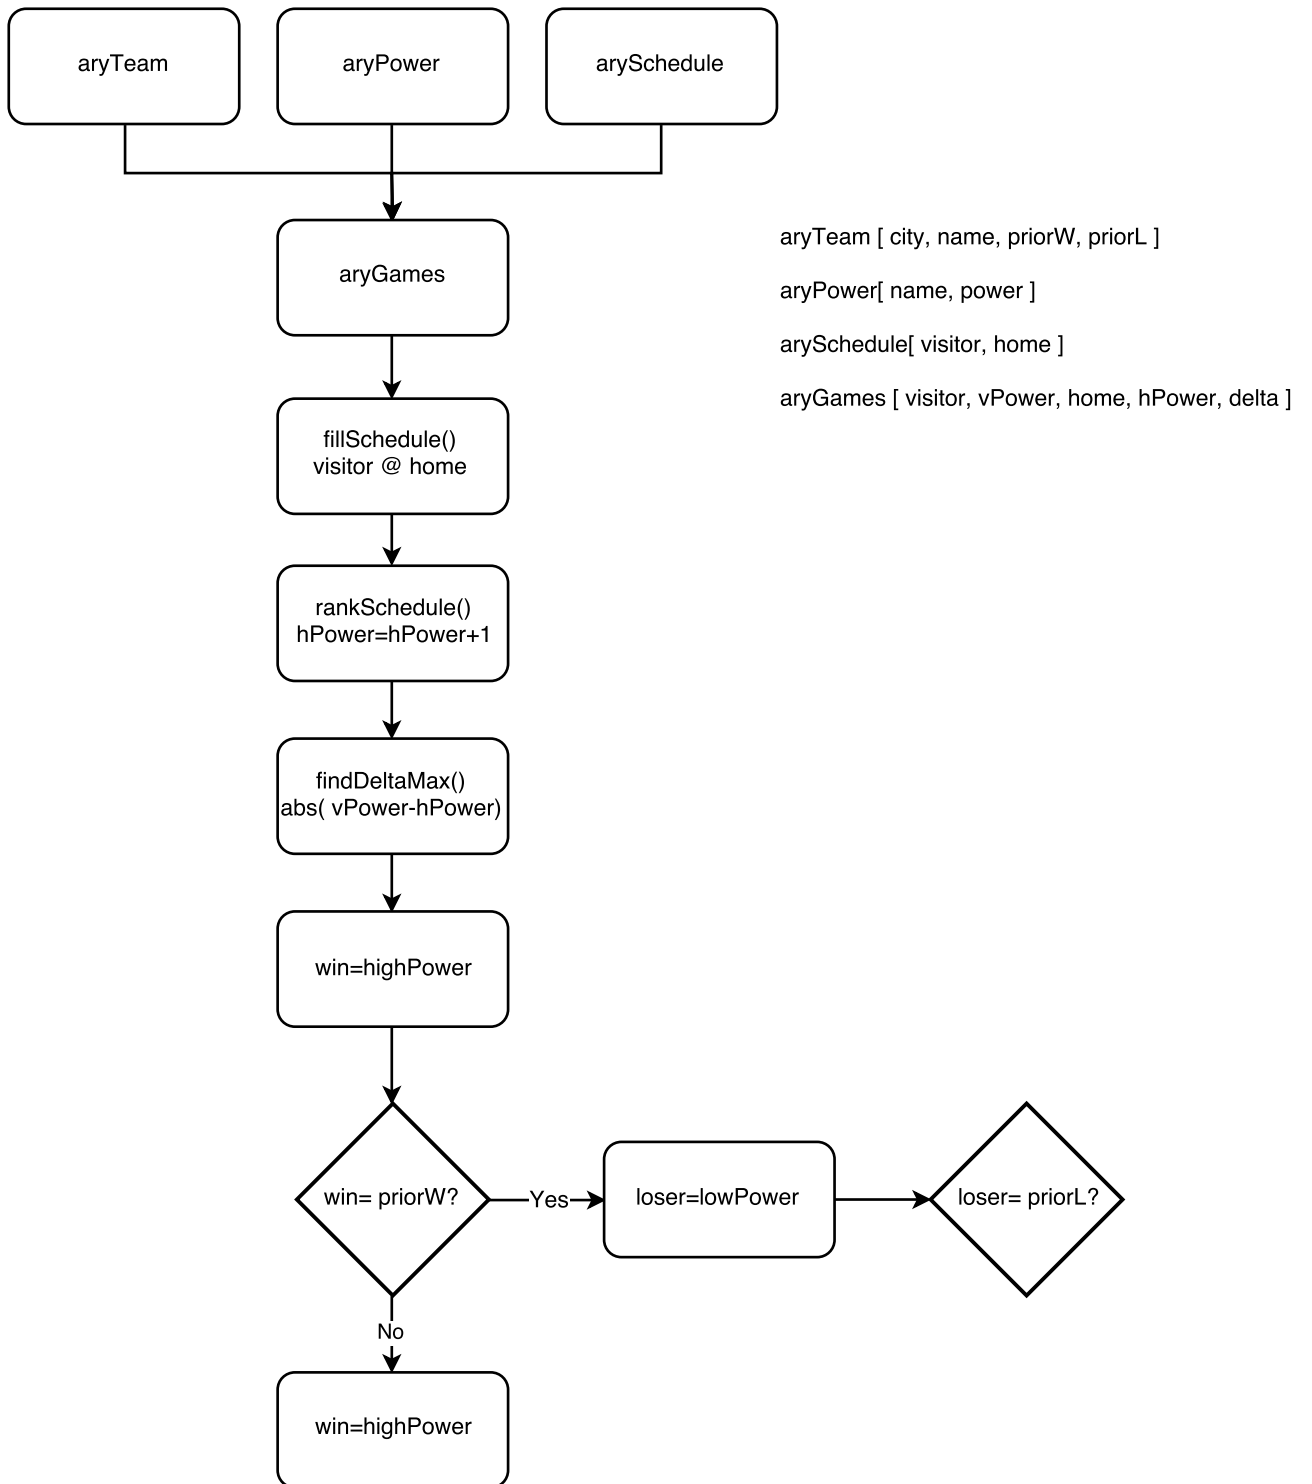 aryTeam
aryPower
arySchedule
aryGames
aryTeam [ city, name, priorW, priorL ]
aryPower[ name, power ]
arySchedule[ visitor, home ]
aryGames [ visitor, vPower, home, hPower, delta ]
fillSchedule()
visitor @ home
rankSchedule()
hPower=hPower+1
findDeltaMax()
abs( vPower-hPower)
win=highPower
win= priorW?
Yes
loser=lowPower
loser= priorL?
No
win=highPower